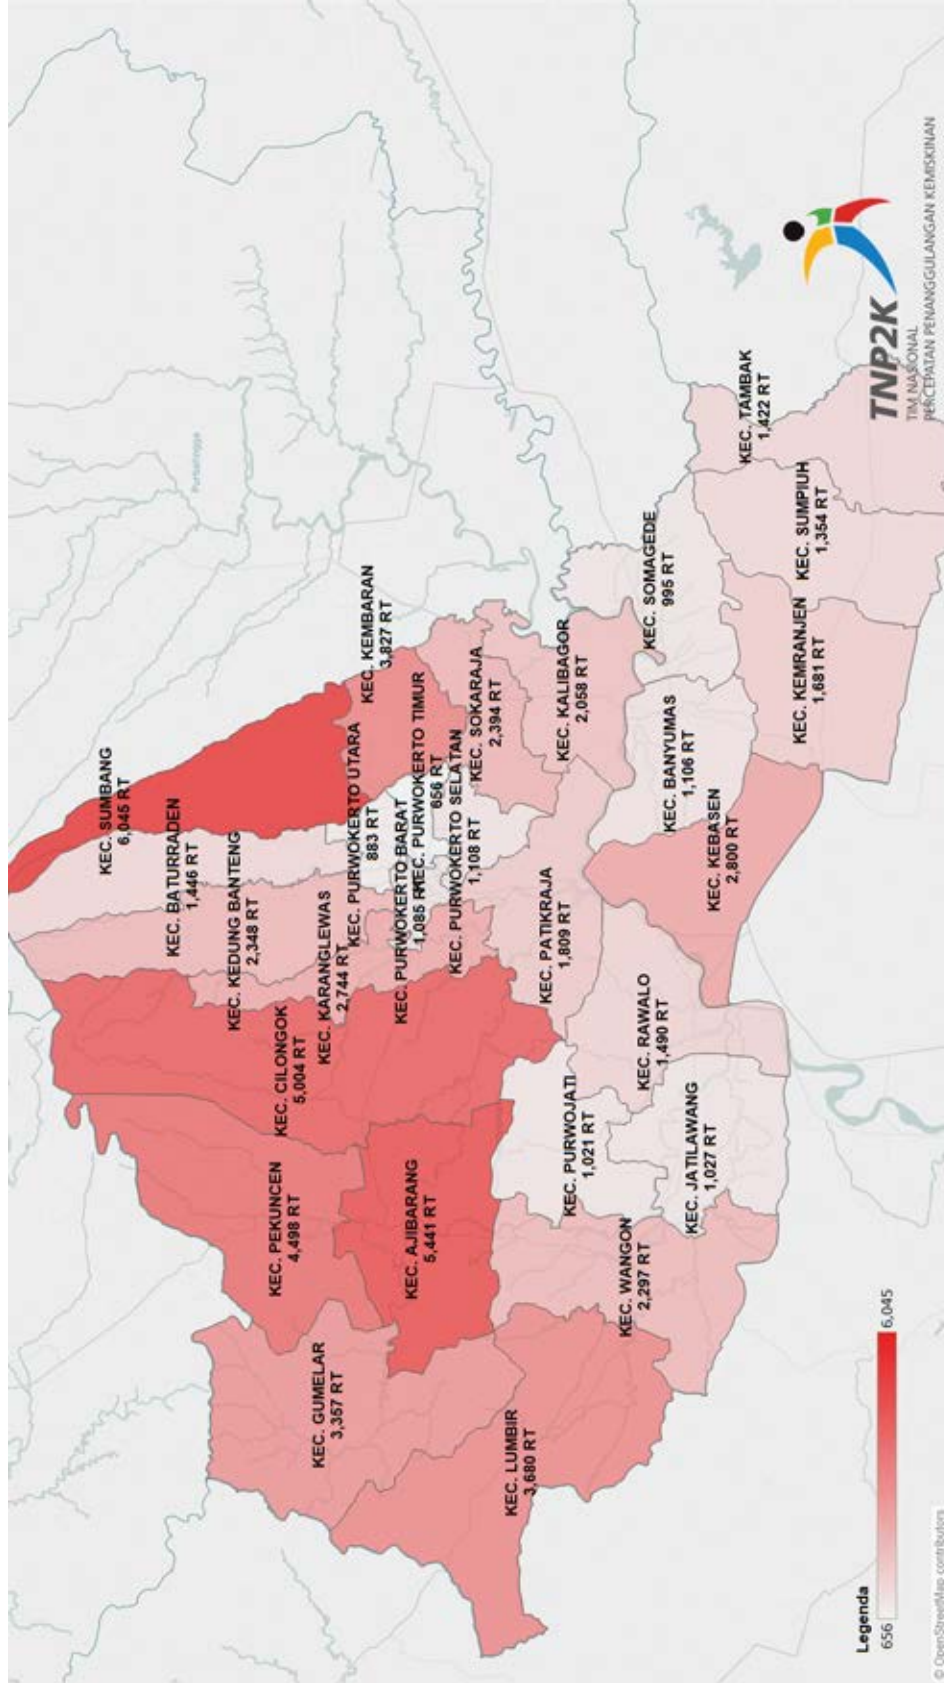 KEC. SUMBANG
6,045 RT
KEC. BATURRADEN
1,446 RT
KEC. KEDUNG BANTENG
2,348 RT
KEC. CILONGOK
5,004 RT
KEC. PEKUNCEN
4,498 RT
KEC. GUMELAR
3,357 RT
KEC. KARANGLEWAS
2,744 RT
KEC. PURWOKERTO UTARA
883 RT
KEC. KEMBARAN
3,827 RT
KEC. PURWOKERTO BARAT
1,085 RT
KEC. PURWOKERTO TIMUR
656 RT
KEC. AJIBARANG
5,441 RT
KEC. PURWOKERTO SELATAN
1,108 RT
KEC. SOKARAJA
2,394 RT
KEC. LUMBIR
3,680 RT
KEC. PATIKRAJA
1,809 RT
KEC. KALIBAGOR
2,058 RT
KEC. PURWOJATI
1,021 RT
KEC. WANGON
2,297 RT
KEC. RAWALO
1,490 RT
KEC. BANYUMAS
1,106 RT
KEC. SOMAGEDE
995 RT
KEC. JATILAWANG
1,027 RT
KEC. KEBASEN
2,800 RT
KEC. TAMBAK
1,422 RT
KEC. KEMRANJEN
1,681 RT
KEC. SUMPIUH
1,354 RT
Purbalingga
Legenda
656
6,045
TNP2K
TIM NASIONAL
PERCEPATAN PENANGGULANGAN KEMISKINAN
© OpenStreetMap contributors